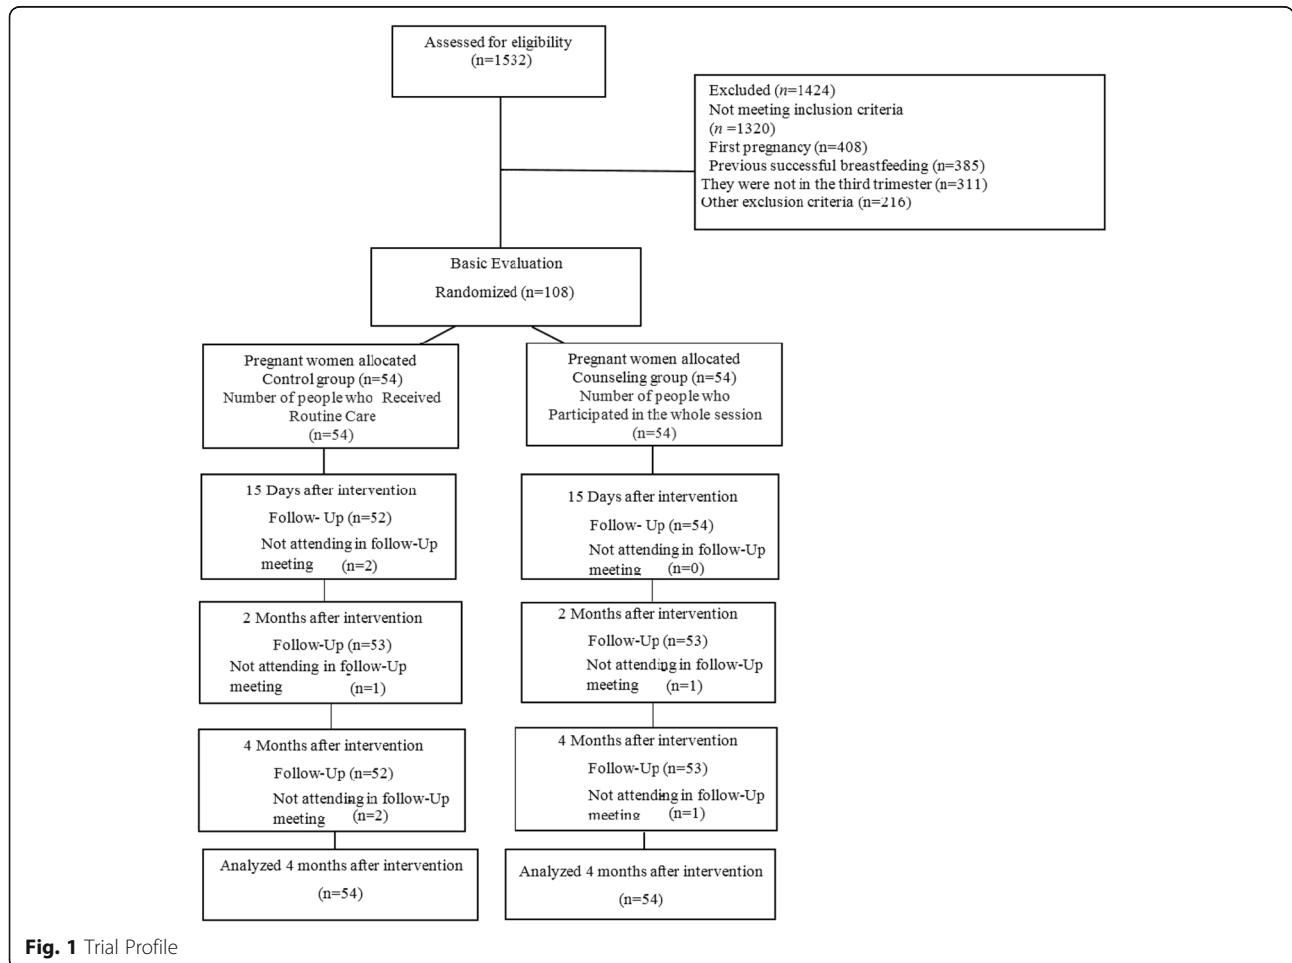 Assessed for eligibility
(n=1532)
Excluded (n=1424)
Not meeting inclusion criteria
(n =1320)
First pregnancy (n=408)
Previous successful breastfeeding (n=385)
They were not in the third trimester (n=311)
Other exclusion criteria (n=216)
Basic Evaluation
Randomized (n=108)
Pregnant women allocated
Control group (n=54)
Number of people who Received
Routine Care
(n=54)
Pregnant women allocated
Counseling group (n=54)
Number of people who
Participated in the whole session
(n=54)
15 Days after intervention
Follow- Up (n=52)
Not attending in follow-Up
meeting (n=2)
15 Days after intervention
Follow- Up (n=54)
Not attending in follow-Up
meeting (n=0)
2 Months after intervention
Follow-Up (n=53)
Not attending in follow-Up
meeting (n=1)
2 Months after intervention
Follow-Up (n=53)
Not attending in follow-Up
meeting (n=1)
4 Months after intervention
Follow-Up (n=52)
Not attending in follow-Up
meeting (n=2)
4 Months after intervention
Follow-Up (n=53)
Not attending in follow-Up
meeting (n=1)
Analyzed 4 months after intervention
(n=54)
Analyzed 4 months after intervention
(n=54)
Fig. 1 Trial Profile